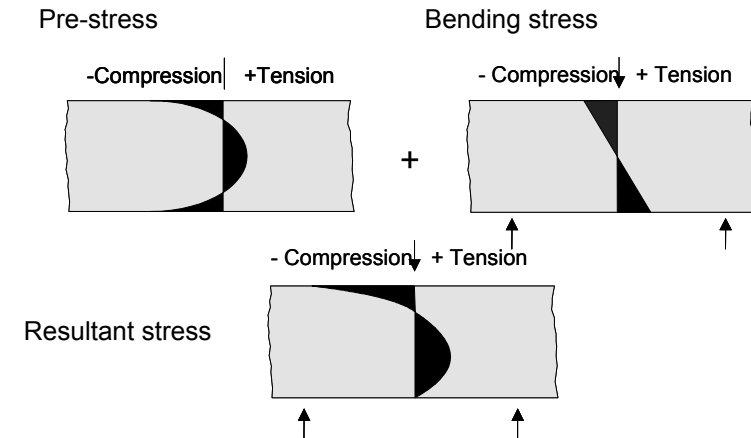 Pre-stress
Bending stress
-Compression +Tension
- Compression + Tension
+
- Compression + Tension
Resultant stress